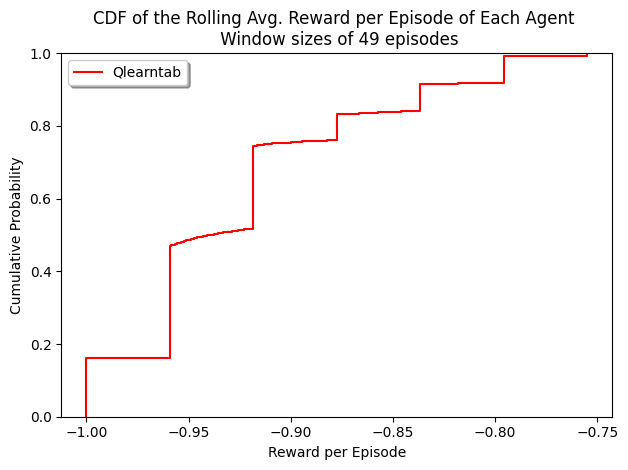 CDF of the Rolling Avg. Reward per Episode of Each Agent
Window sizes of 49 episodes
Qlearntab
Cumulative Probability
1.0
0.8
0.6
0.4
0.2
0.0
−1.00
−0.95
−0.90
−0.85
−0.80
−0.75
Reward per Episode